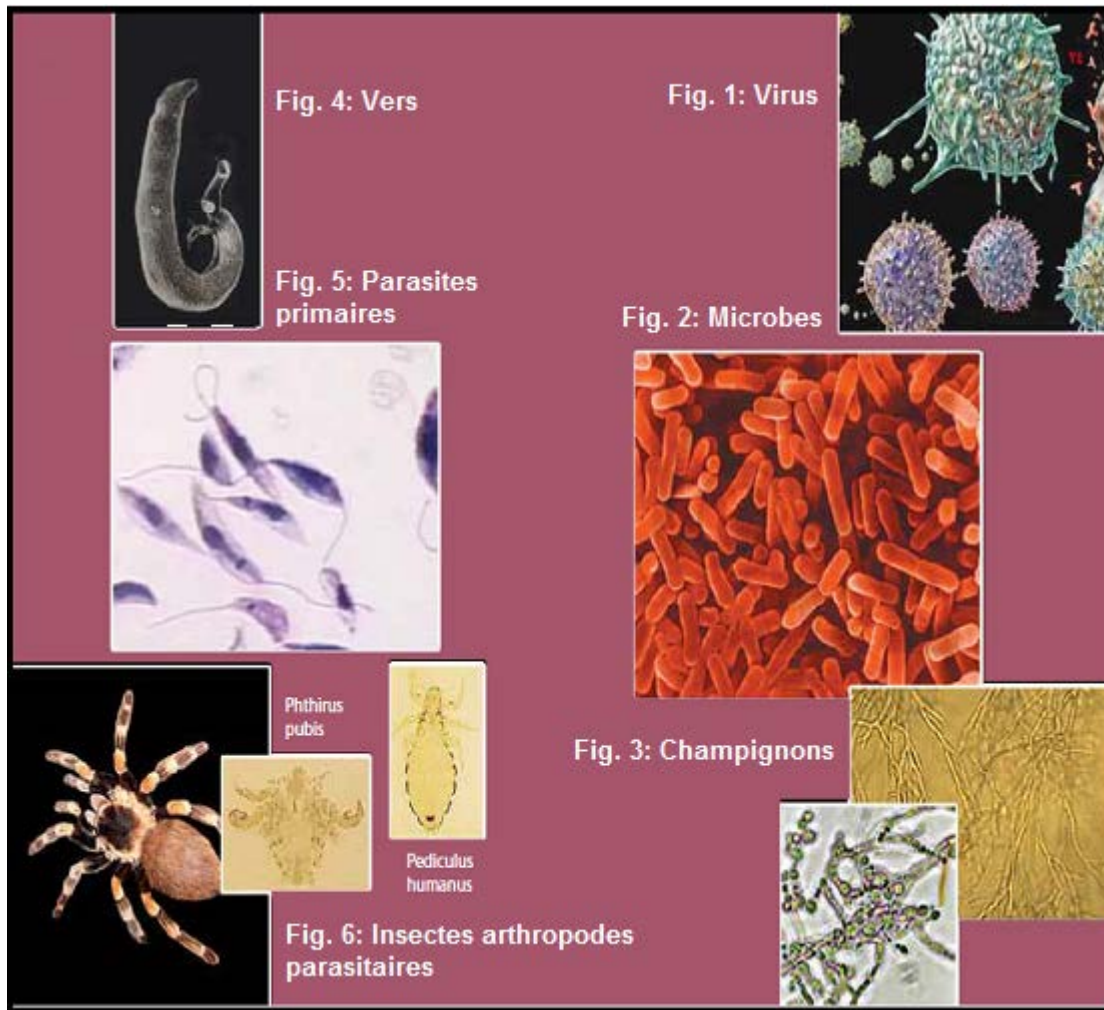 Fig. 4: Vers
Fig. 1: Virus
Fig. 5: Parasites
primaires
Fig. 2: Microbes
Phthirus
pubis
Fig. 3: Champignons
Pediculus
humanus
Fig. 6: Insectes arthropodes
parasitaires